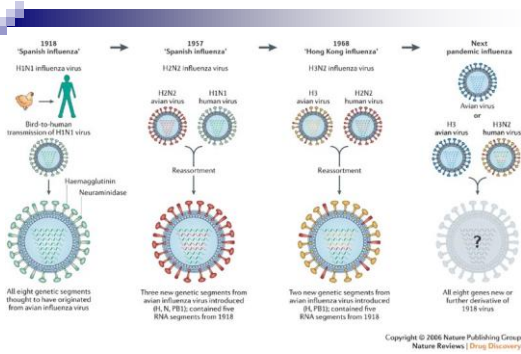 1918
'Spanish influenza'
H1N1 influenza virus
Bird-to-human
transmission of H1N1 virus
Haemagglutinin
Neuraminidase
All eight genetic segments
thought to have originated
from avian influenza virus
1957
'Spanish influenza'
H2N2 influenza virus
H2N2
avian virus
H1N1
human virus
Reassortment
Three new genetic segments from
avian influenza virus introduced
(H, N, PB1); contained five
RNA segments from 1918
1968
'Hong Kong influenza'
H3N2 influenza virus
H3
avian virus
H2N2
human virus
Reassortment
Two new genetic segments from
avian influenza virus introduced
(H, PB1); contained five
RNA segments from 1918
Next
pandemic influenza
Avian virus
or
H3
avian virus
H3N2
human virus
?
All eight genes new or
further derivative of
1918 virus
Copyright © 2006 Nature Publishing Group
Nature Reviews | Drug Discovery